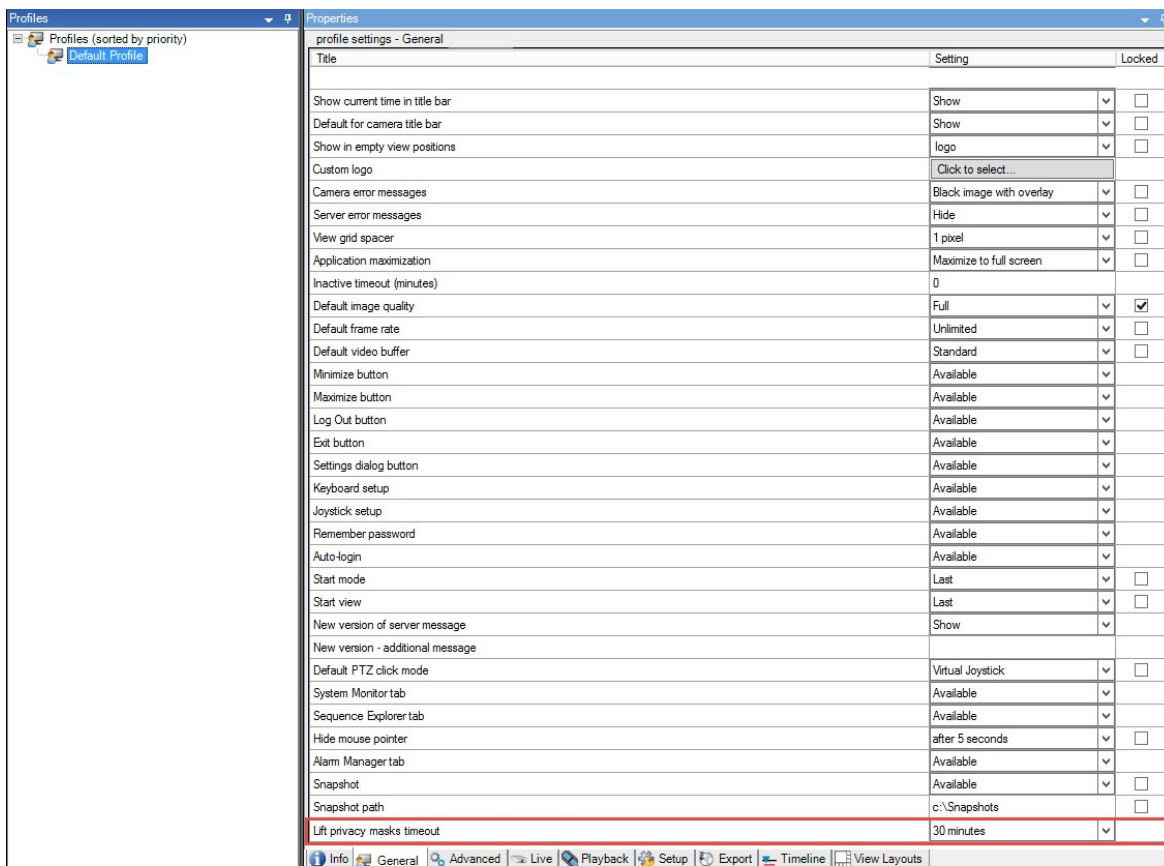 Profiles
Properties
Profiles (sorted by priority)
Default Profile
profile settings - General
Title Setting Locked
Show current time in title bar Show
Default for camera title bar Show
Show in empty view positions logo
Custom logo Click to select...
Camera error messages Black image with overlay
Server error messages Hide
View grid spacer 1 pixel
Application maximization Maximize to full screen
Inactive timeout (minutes) 0
Default image quality Full
Default frame rate Unlimited
Default video buffer Standard
Minimize button Available
Maximize button Available
Log Out button Available
Exit button Available
Settings dialog button Available
Keyboard setup Available
Joystick setup Available
Remember password Available
Auto-login Available
Start mode Last
Start view Last
New version of server message Show
New version - additional message
Default PTZ click mode Virtual Joystick
System Monitor tab Available
Sequence Explorer tab Available
Hide mouse pointer after 5 seconds
Alarm Manager tab Available
Snapshot Available
Snapshot path c:\Snapshots
Lift privacy masks timeout 30 minutes
Info General Advanced Live Playback Setup Export Timeline View Layouts